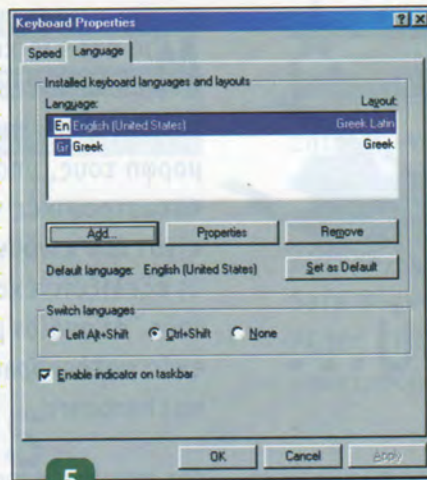 Keyboard Properties
Speed Language
Installed keyboard languages and layouts
Language: Layout:
En English (United States) Greek Latin
Gr Greek Greek
Add... Properties Remove
Default language: English (United States) Set as Default
Switch languages
Left Alt+Shift Ctrl+Shift None
Enable indicator on taskbar
OK Cancel Apply
5